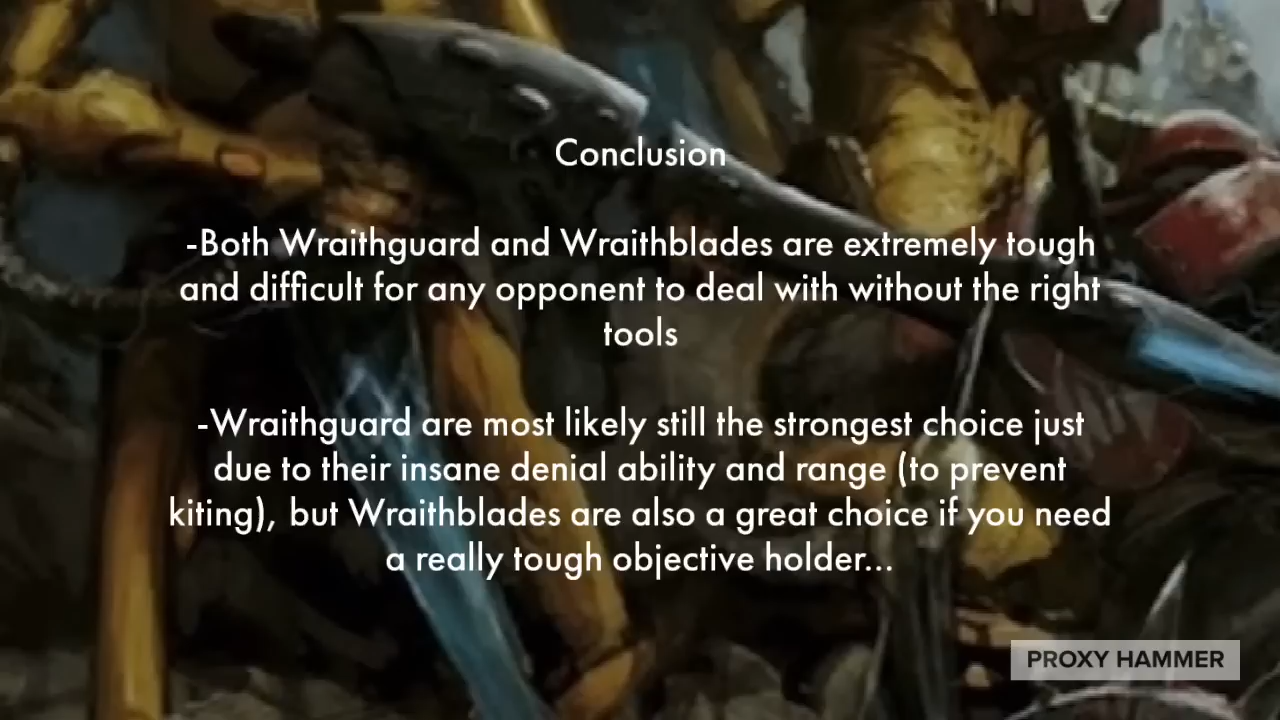 Conclusion
-Both Wraithguard and Wraithblades are extremely tough
and difficult for any opponent to deal with without the right
tools
-Wraithguard are most likely still the strongest choice just
due to their insane denial ability and range (to prevent
kiting), but Wraithblades are also a great choice if you need
a really tough objective holder...
PROXY HAMMER